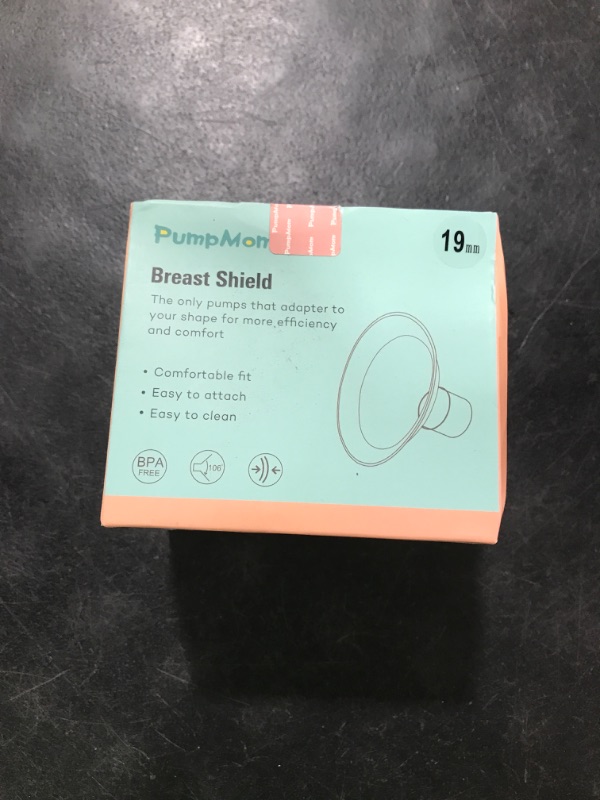 PumpMom
19mm
Breast Shield
The only pumps that adapter to
your shape for more efficiency
and comfort
• Comfortable fit
• Easy to attach
• Easy to clean
BPA
FREE
106°